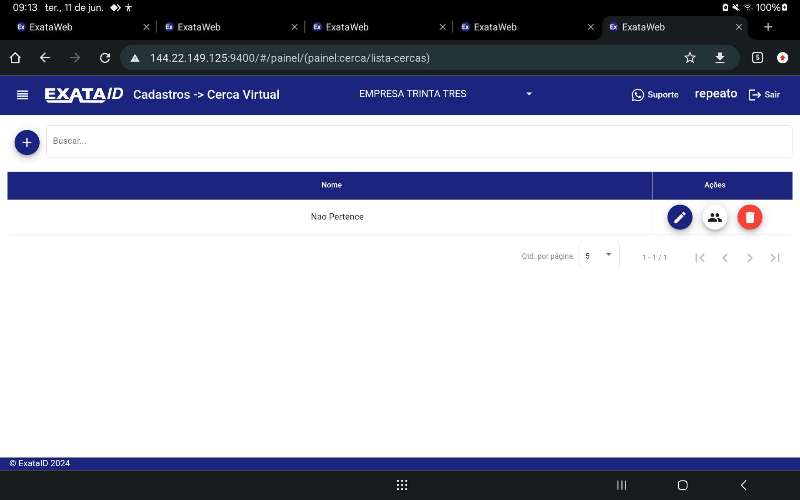 09:13 ter., 11 de jun. 100%
ExataWeb ExataWeb ExataWeb ExataWeb ExataWeb
144.22.149.125:9400/#/painel/(painel:cerca/lista-cercas) 5
EXATAID Cadastros -> Cerca Virtual EMPRESA TRINTA TRES Suporte repeato Sair
Buscar...
Nome Ações
Nao Pertence
Qtd. por página: 5 1 - 1 / 1
© ExataID 2024